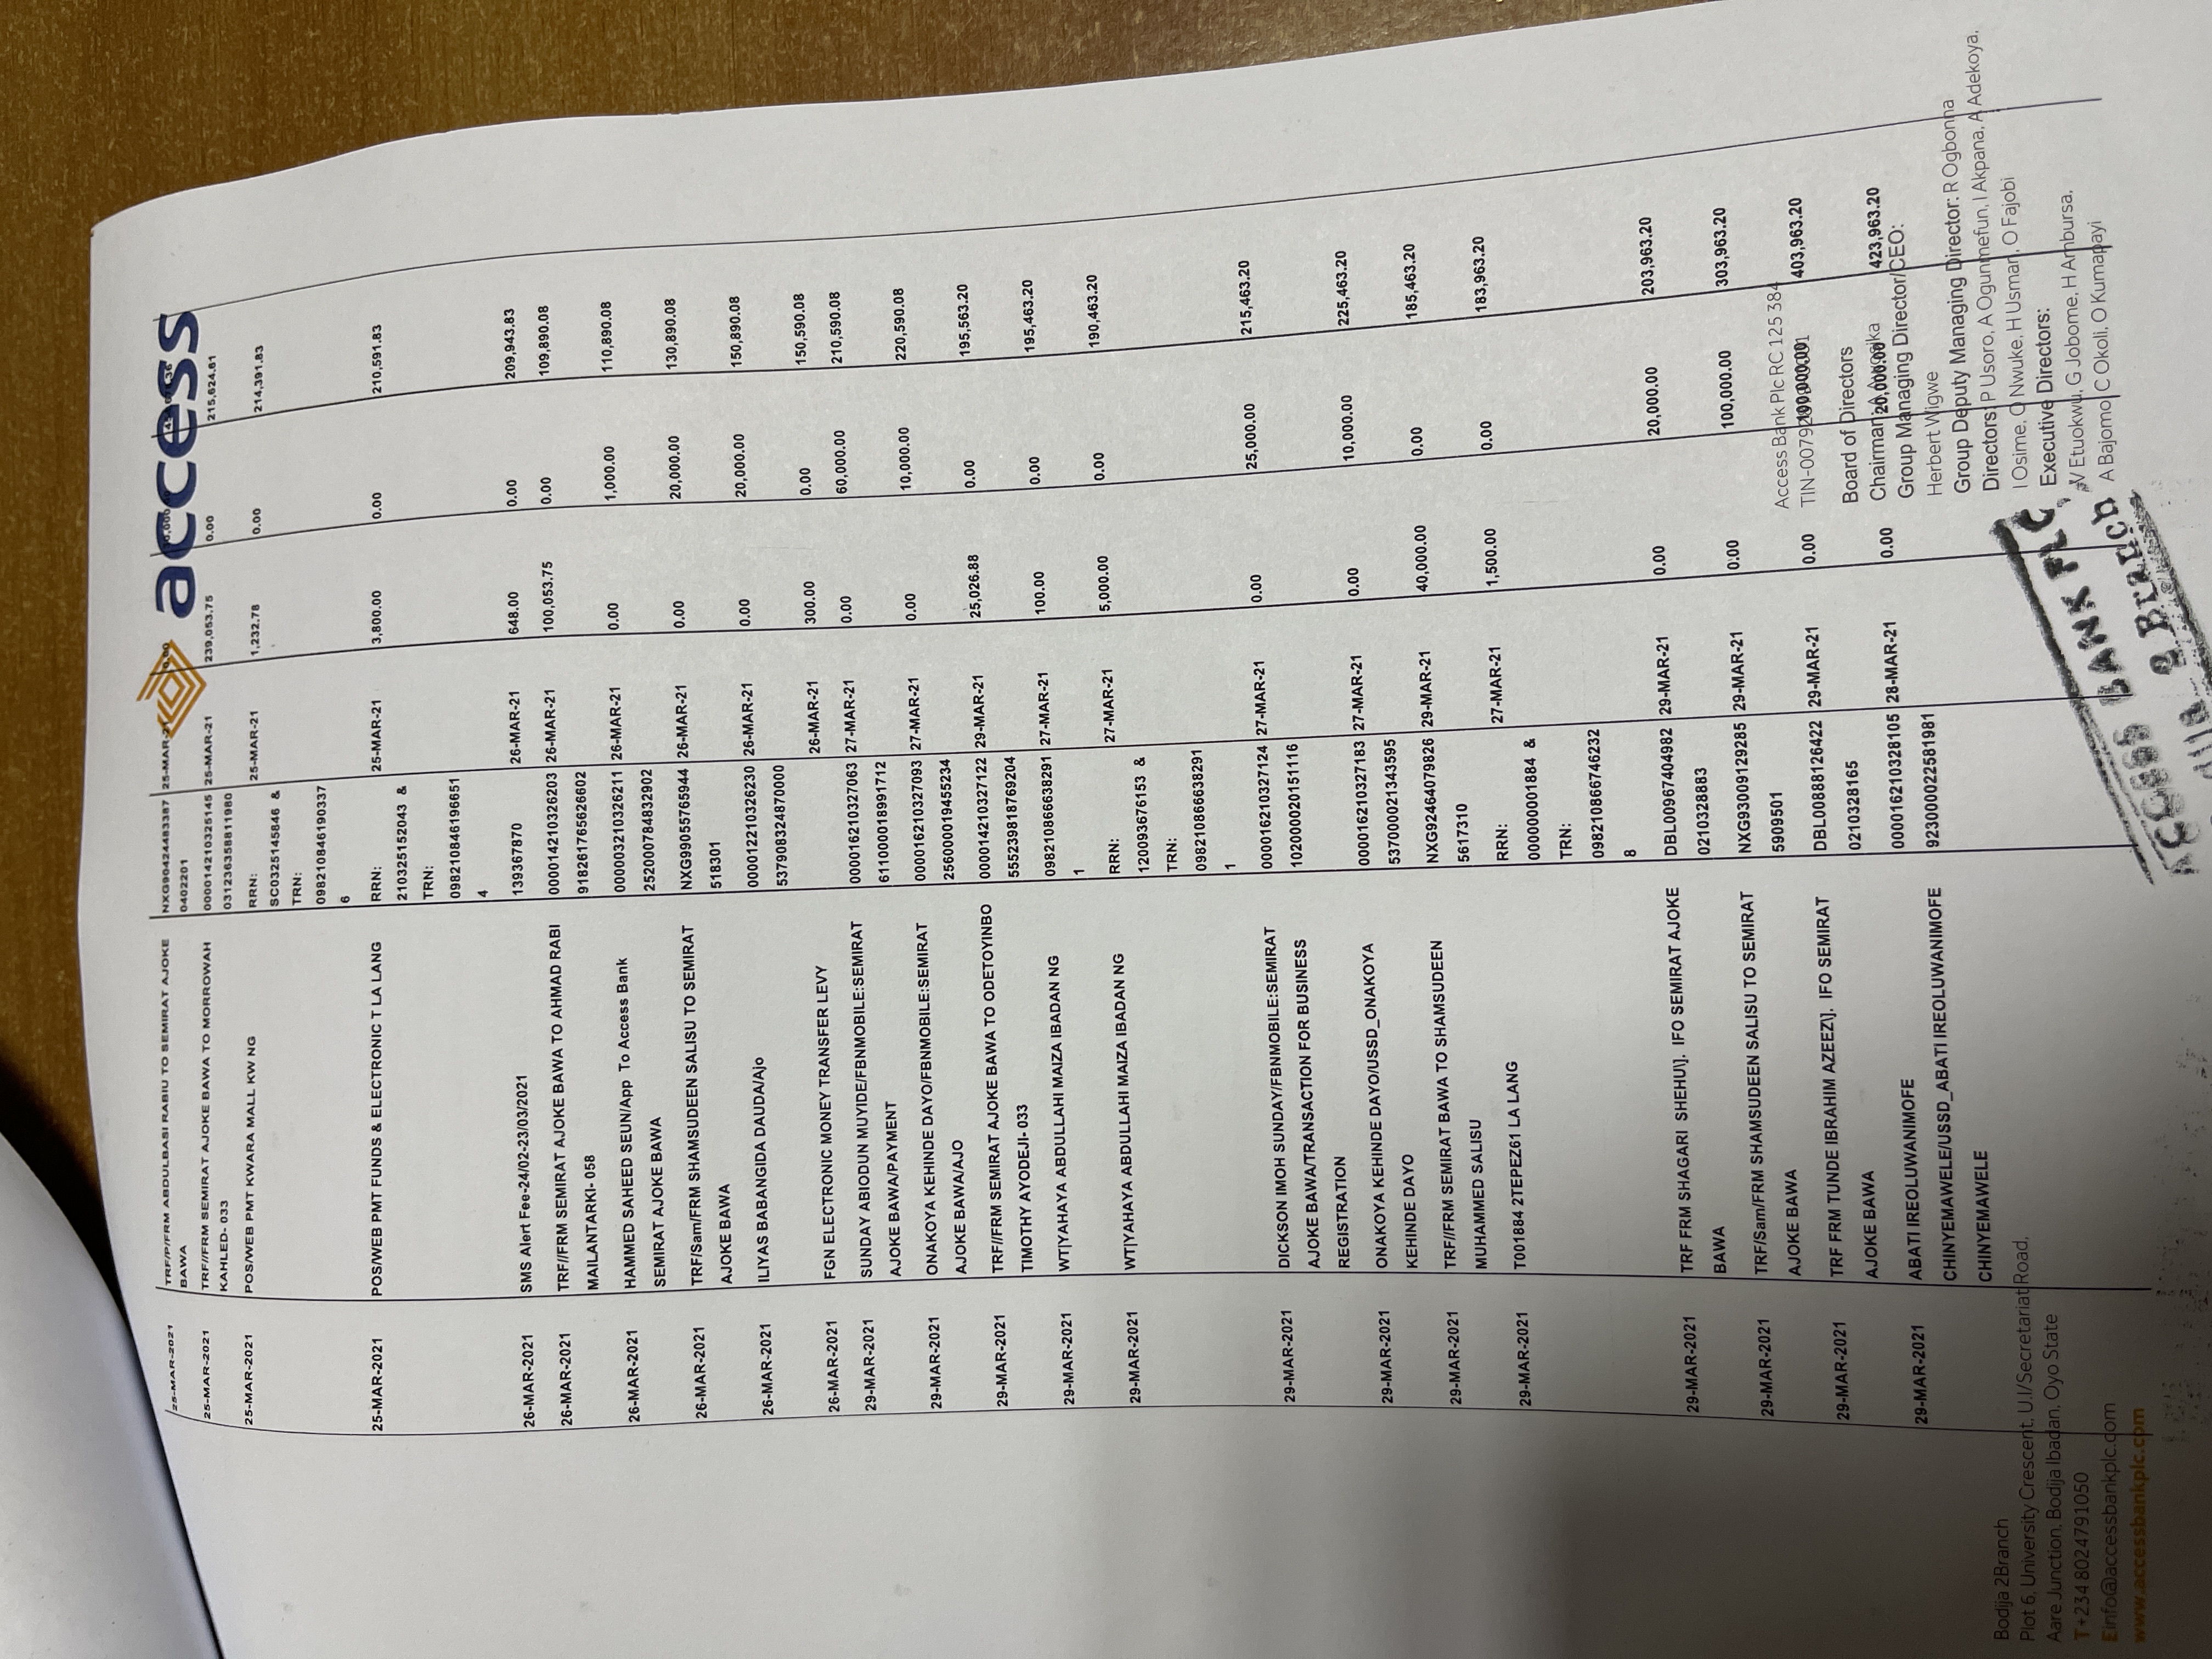 access
25-MAR-2021 TRF/P/FRM ABDULBASI RABIU TO SEMIRAT AJOKE NXG90424483387 25-MAR-21 0.00
BAWA 0402201
25-MAR-2021 TRF//FRM SEMIRAT AJOKE BAWA TO MORROWAH 000014210325145 25-MAR-21 239,053.75 0.00 215,624.61
KAHLED- 033 031236358811980
25-MAR-2021 POS/WEB PMT KWARA MALL KW NG RRN: 25-MAR-21 1,232.78 0.00 214,391.83
SC0325145846 &
TRN:
098210846190337
6
25-MAR-2021 POS/WEB PMT FUNDS & ELECTRONIC T LA LANG RRN: 25-MAR-21 3,800.00 0.00 210,591.83
210325152043 &
TRN:
098210846196651
4
26-MAR-2021 SMS Alert Fee-24/02-23/03/2021 139367870 26-MAR-21 648.00 0.00 209,943.83
26-MAR-2021 TRF//FRM SEMIRAT AJOKE BAWA TO AHMAD RABI 000014210326203 26-MAR-21 100,053.75 0.00 109,890.08
MAILANTARKI- 058 918261765626602
26-MAR-2021 HAMMED SAHEED SEUN/App To Access Bank 000003210326211 26-MAR-21 0.00 1,000.00 110,890.08
SEMIRAT AJOKE BAWA 252000784832902
26-MAR-2021 TRF/Sam/FRM SHAMSUDEEN SALISU TO SEMIRAT NXG99055765944 26-MAR-21 0.00 20,000.00 130,890.08
AJOKE BAWA 518301
26-MAR-2021 ILIYAS BABANGIDA DAUDA/Ajo 000012210326230 26-MAR-21 0.00 20,000.00 150,890.08
537908324870000
26-MAR-2021 FGN ELECTRONIC MONEY TRANSFER LEVY 26-MAR-21 300.00 0.00 150,590.08
29-MAR-2021 SUNDAY ABIODUN MUYIDE/FBNMOBILE:SEMIRAT 000016210327063 27-MAR-21 0.00 60,000.00 210,590.08
AJOKE BAWA/PAYMENT 611000018991712
29-MAR-2021 ONAKOYA KEHINDE DAYO/FBNMOBILE:SEMIRAT 000016210327093 27-MAR-21 0.00 10,000.00 220,590.08
AJOKE BAWA/AJO 256000019455234
29-MAR-2021 TRF//FRM SEMIRAT AJOKE BAWA TO ODETOYINBO 000014210327122 29-MAR-21 25,026.88 0.00 195,563.20
TIMOTHY AYODEJI- 033 555239818769204
29-MAR-2021 WT|YAHAYA ABDULLAHI MAIZA IBADAN NG 098210866638291 27-MAR-21 100.00 0.00 195,463.20
1
29-MAR-2021 WT|YAHAYA ABDULLAHI MAIZA IBADAN NG RRN: 27-MAR-21 5,000.00 0.00 190,463.20
120093676153 &
TRN:
098210866638291
1
29-MAR-2021 DICKSON IMOH SUNDAY/FBNMOBILE:SEMIRAT 000016210327124 27-MAR-21 0.00 25,000.00 215,463.20
AJOKE BAWA/TRANSACTION FOR BUSINESS 102000020151116
REGISTRATION
29-MAR-2021 ONAKOYA KEHINDE DAYO/USSD_ONAKOYA 000016210327183 27-MAR-21 0.00 10,000.00 225,463.20
KEHINDE DAYO 537000021343595
29-MAR-2021 TRF//FRM SEMIRAT BAWA TO SHAMSUDEEN NXG92464079826 29-MAR-21 40,000.00 0.00 185,463.20
MUHAMMED SALISU 5617310
29-MAR-2021 T001884 2TEPEZ61 LA LANG RRN: 27-MAR-21 1,500.00 0.00 183,963.20
000000001884 &
TRN:
098210866746232
8
29-MAR-2021 TRF FRM SHAGARI SHEHU\]. IFO SEMIRAT AJOKE DBL00967404982 29-MAR-21 0.00 20,000.00 203,963.20
BAWA 0210328883
29-MAR-2021 TRF/Sam/FRM SHAMSUDEEN SALISU TO SEMIRAT NXG93009129285 29-MAR-21 0.00 100,000.00 303,963.20
AJOKE BAWA 5909501
29-MAR-2021 TRF FRM TUNDE IBRAHIM AZEEZ\]. IFO SEMIRAT DBL00888126422 29-MAR-21 0.00 100,000.00 403,963.20
AJOKE BAWA 0210328165
29-MAR-2021 ABATI IREOLUWANIMOFE 000016210328105 28-MAR-21 0.00 20,000.00 423,963.20
CHINYEMAWELE/USSD_ABATI IREOLUWANIMOFE 923000022581981
CHINYEMAWELE
Bodija 2Branch
Plot 6, University Crescent, U.I/Secretariat Road,
Aare Junction, Bodija Ibadan, Oyo State
T+234 8024791050
Einfo@accessbankplc.com
www.accessbankplc.com
Access Bank Plc RC 125 384
Board of Directors
Chairman: A Awosika
Group Managing Director/CEO:
Herbert Wigwe
Group Deputy Managing Director: R Ogbonna
Directors: P Usoro, A Ogunmefun, I Akpana, A Adekoya,
I Osime, O Nwuke, H Usman, O Fajobi
Executive Directors:
V Etuokwu, G Jobome, H Ambursa,
A Bajomo, C Okoli, O Kumapayi
ACCESS BANK PLC
2 Branch